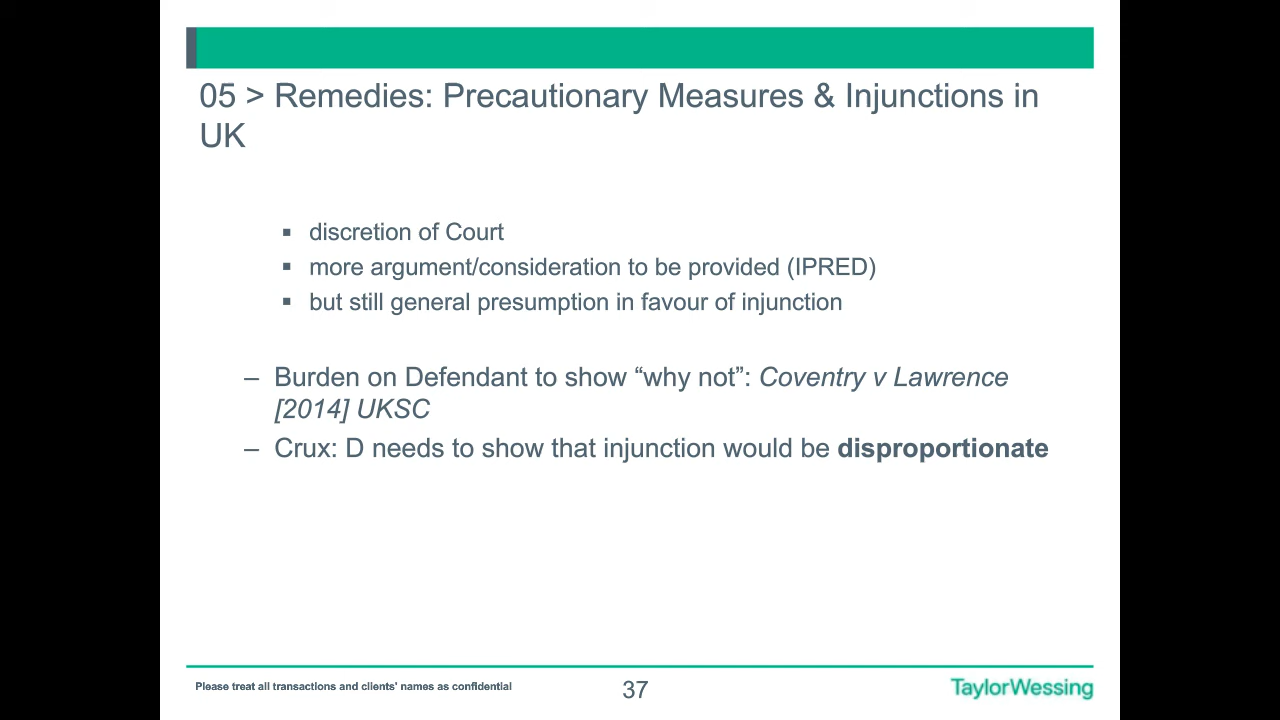 05 > Remedies: Precautionary Measures & Injunctions in
UK
▪ discretion of Court
▪ more argument/consideration to be provided (IPRED)
▪ but still general presumption in favour of injunction
– Burden on Defendant to show “why not”: Coventry v Lawrence
[2014] UKSC
– Crux: D needs to show that injunction would be disproportionate
Please treat all transactions and clients' names as confidential
37
TaylorWessing